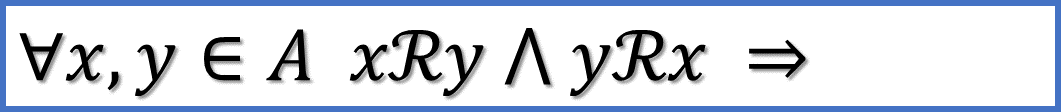 ∀x, y ∈ A xℛy ⋀ yℛx ⇒